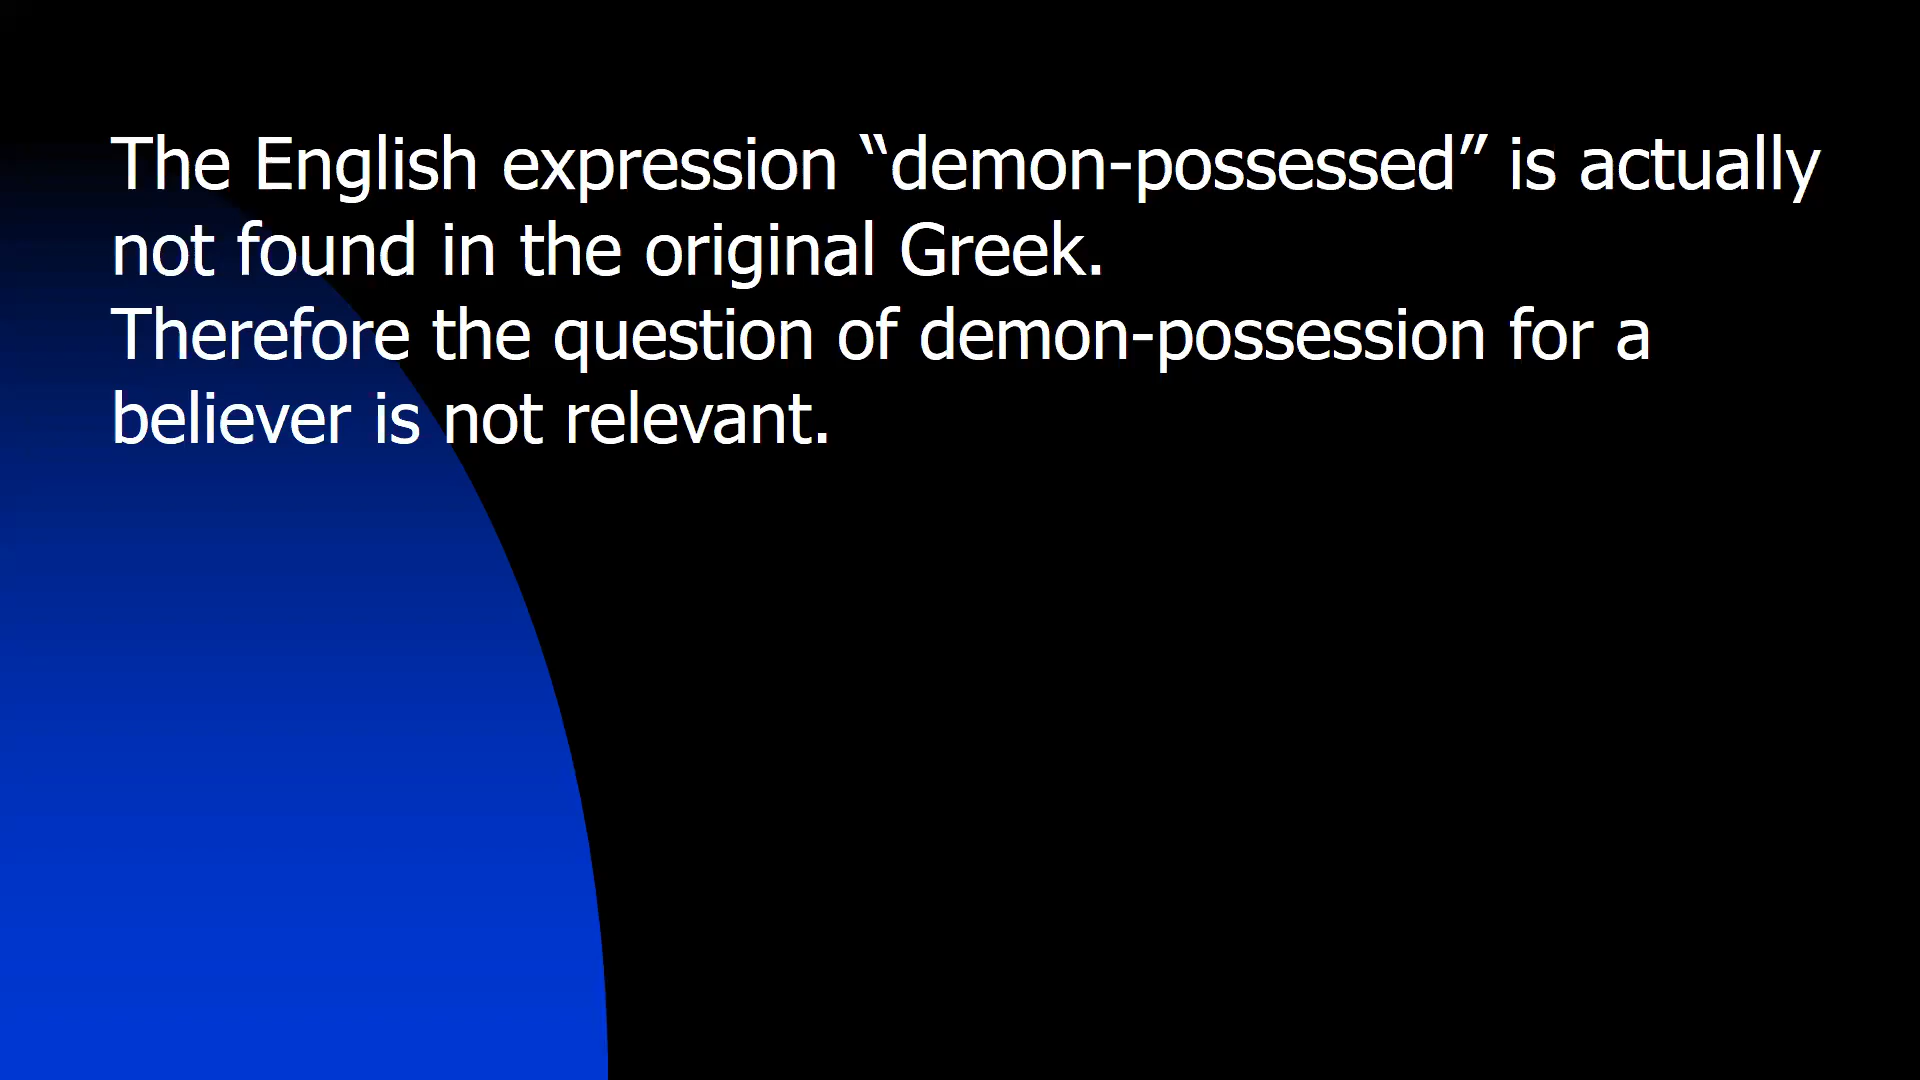 The English expression “demon-possessed” is actually
not found in the original Greek.
Therefore the question of demon-possession for a
believer is not relevant.